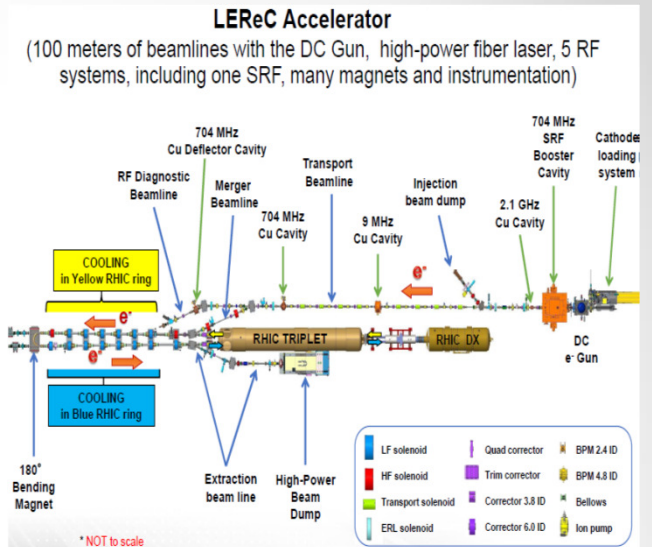 LEReC Accelerator
(100 meters of beamlines with the DC Gun, high-power fiber laser, 5 RF
systems, including one SRF, many magnets and instrumentation)
704 MHz
Cu Deflector Cavity
RF Diagnostic
Beamline
Merger
Beamline
704 MHz
Cu Cavity
Transport
Beamline
9 MHz
Cu Cavity
Injection
beam dump
2.1 GHz
Cu Cavity
704 MHz
SRF
Booster
Cavity
Cathode
loading
system
COOLING
in Yellow RHIC ring
e-
e-
e-
RHIC TRIPLET
RHIC DX
DC
e- Gun
COOLING
in Blue RHIC ring
180°
Bending
Magnet
Extraction
beam line
High-Power
Beam
Dump
LF solenoid
HF solenoid
Transport solenoid
ERL solenoid
Quad corrector
Trim corrector
Corrector 3.8 ID
Corrector 6.0 ID
BPM 2.4 ID
BPM 4.8 ID
Bellows
Ion pump
* NOT to scale